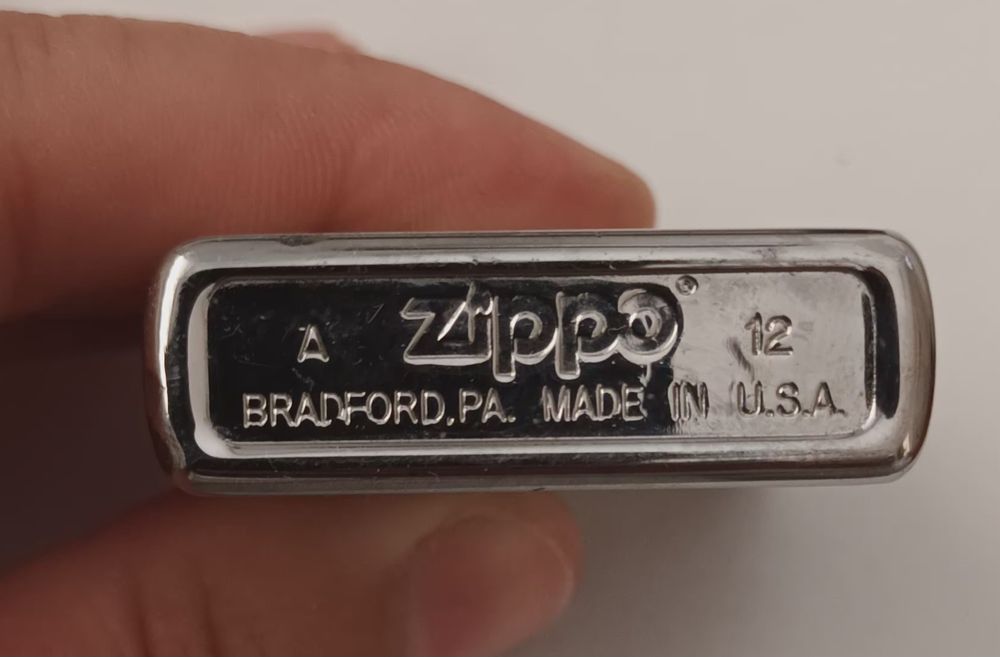 A Zippo® 12
BRADFORD, PA. MADE IN U.S.A.